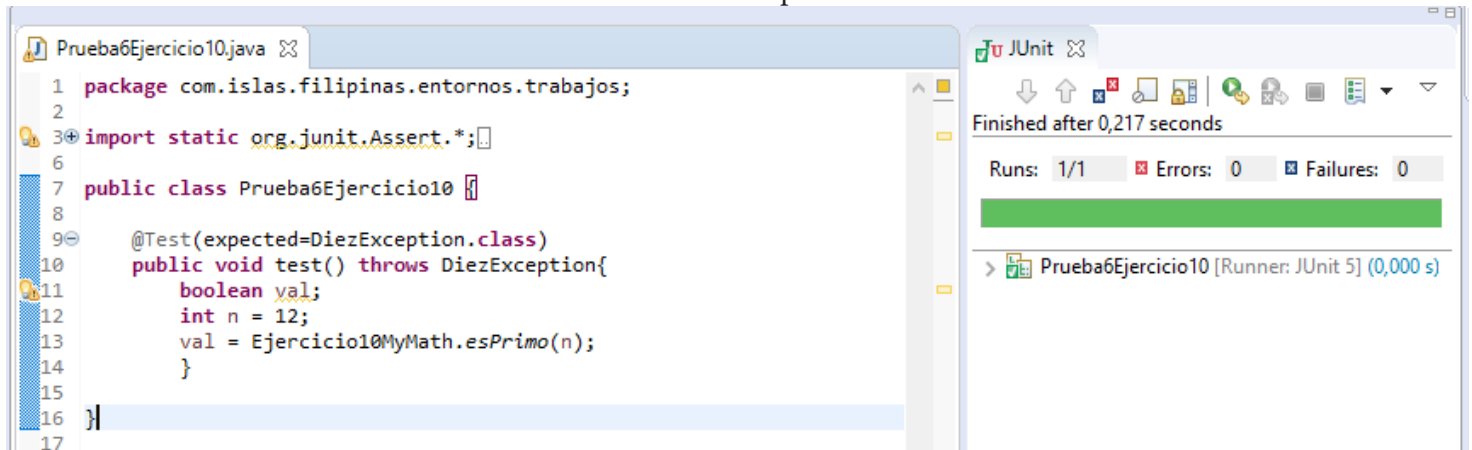 Prueba6Ejercicio10.java
1 package com.islas.filipinas.entornos.trabajos;
2
3 import static org.junit.Assert.*;
6
7 public class Prueba6Ejercicio10 {
8
9 @Test(expected=DiezException.class)
10 public void test() throws DiezException{
11 boolean val;
12 int n = 12;
13 val = Ejercicio10MyMath.esPrimo(n);
14 }
15
16 }
17
JUnit
Finished after 0,217 seconds
Runs: 1/1 Errors: 0 Failures: 0
Prueba6Ejercicio10 [Runner: JUnit 5] (0,000 s)